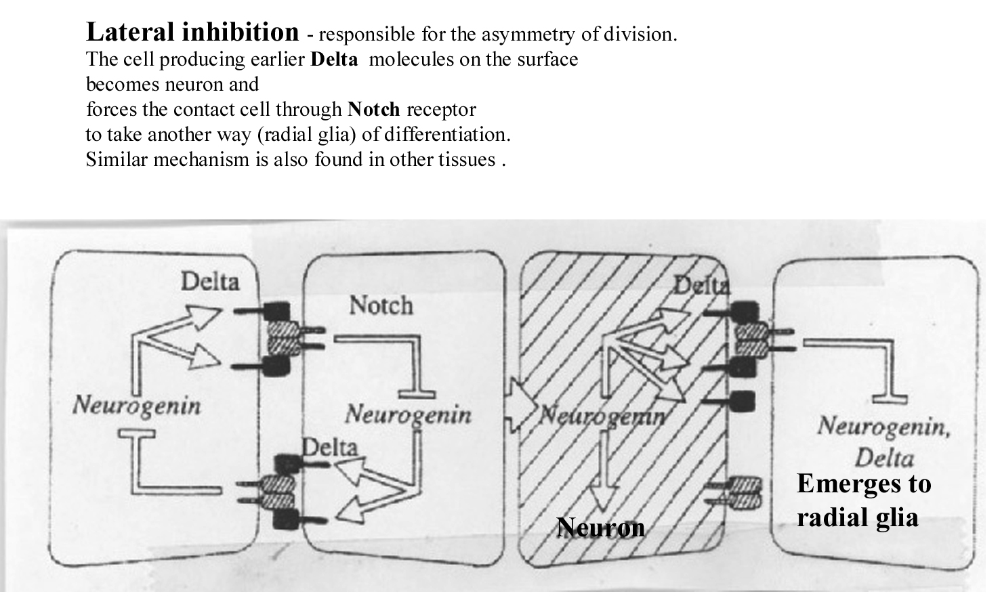 Lateral inhibition - responsible for the asymmetry of division.
The cell producing earlier Delta molecules on the surface
becomes neuron and
forces the contact cell through Notch receptor
to take another way (radial glia) of differentiation.
Similar mechanism is also found in other tissues .
Delta
Notch
Neurogenin
Neurogenin
Delta
Delta
Neurogenin
Neuron
Neurogenin,
Delta
Emerges to
radial glia